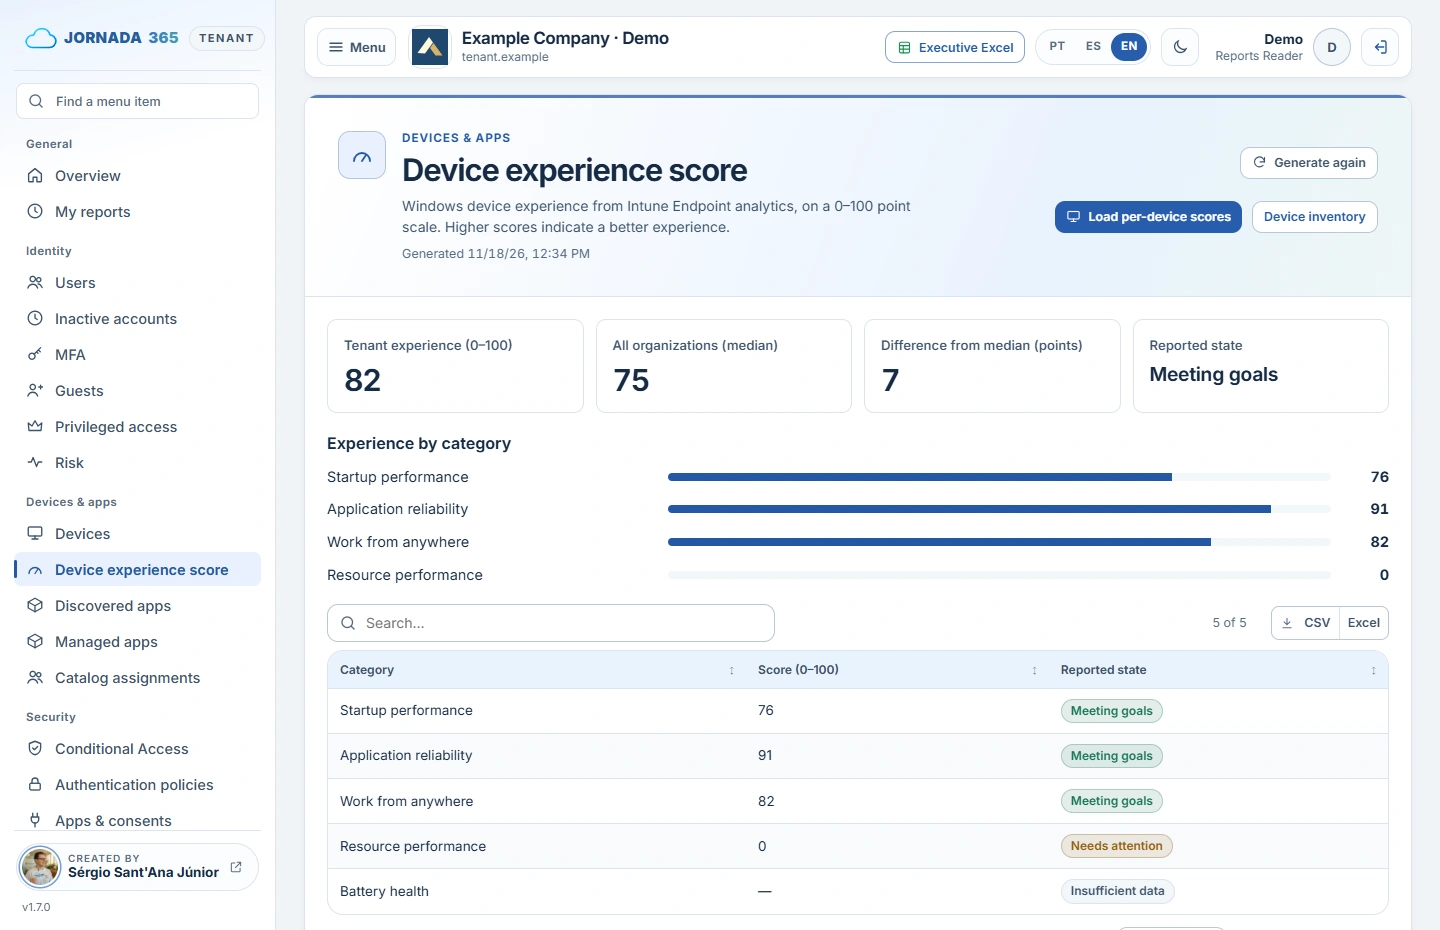 JORNADA 365 TENANT
Find a menu item
General
Overview
My reports
Identity
Users
Inactive accounts
MFA
Guests
Privileged access
Risk
Devices & apps
Devices
Device experience score
Discovered apps
Managed apps
Catalog assignments
Security
Conditional Access
Authentication policies
Apps & consents
CREATED BY
Sérgio Sant'Ana Júnior
v1.7.0
Menu
Example Company · Demo
tenant.example
Executive Excel
PT ES EN
Demo
Reports Reader
D
DEVICES & APPS
Device experience score
Windows device experience from Intune Endpoint analytics, on a 0–100 point
scale. Higher scores indicate a better experience.
Generated 11/18/26, 12:34 PM
Generate again
Load per-device scores
Device inventory
Tenant experience (0–100)
82
All organizations (median)
75
Difference from median (points)
7
Reported state
Meeting goals
Experience by category
Startup performance 76
Application reliability 91
Work from anywhere 82
Resource performance 0
Search...
5 of 5
CSV Excel
Category Score (0–100) Reported state
Startup performance 76 Meeting goals
Application reliability 91 Meeting goals
Work from anywhere 82 Meeting goals
Resource performance 0 Needs attention
Battery health — Insufficient data